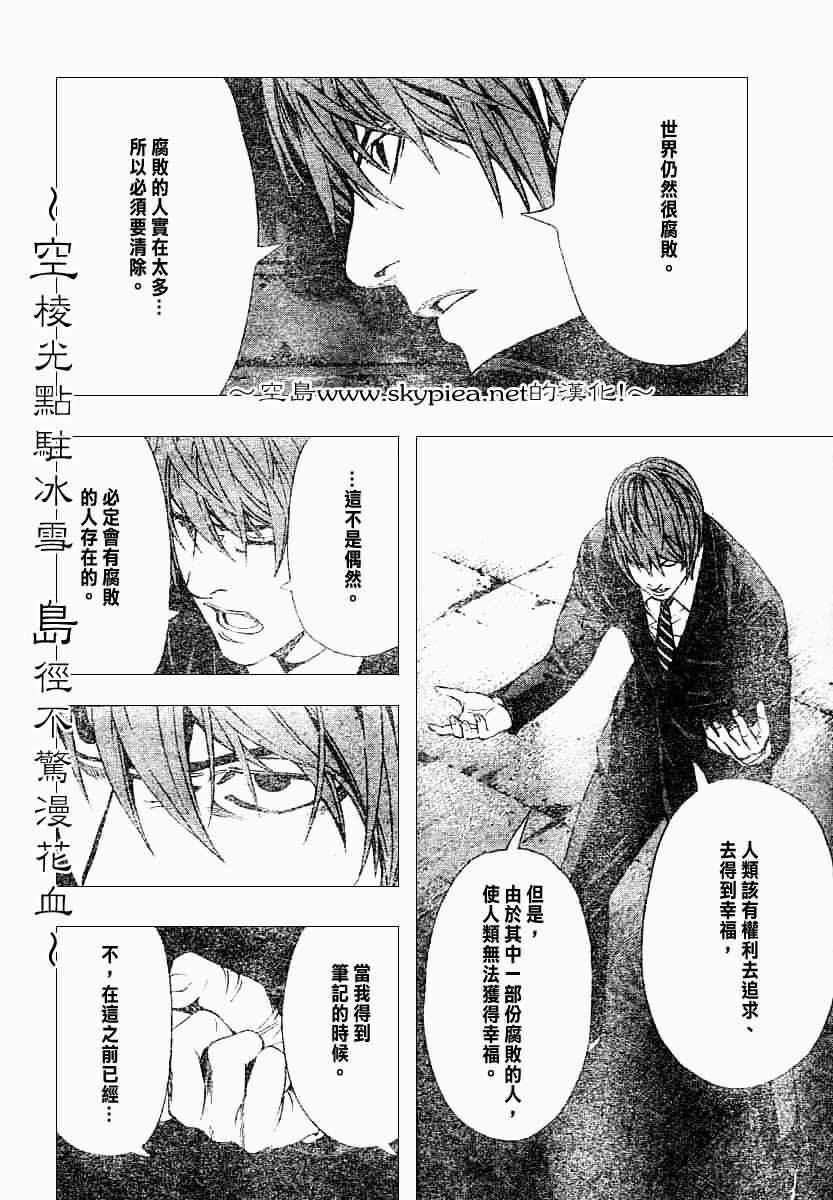 世界仍然很腐敗。
腐敗的人實在太多…
所以必須要清除。
～空島www.skypiea.net的漢化!～
人類該有權利去追求、
去得到幸福，
但是，
由於其中一部份腐敗的人，
使人類無法獲得幸福。
…這不是偶然。
必定會有腐敗
的人存在的。
當我得到
筆記的時候。
不，在這之前已經…
～空棱光點駐冰雪 島徑不驚漫花血～